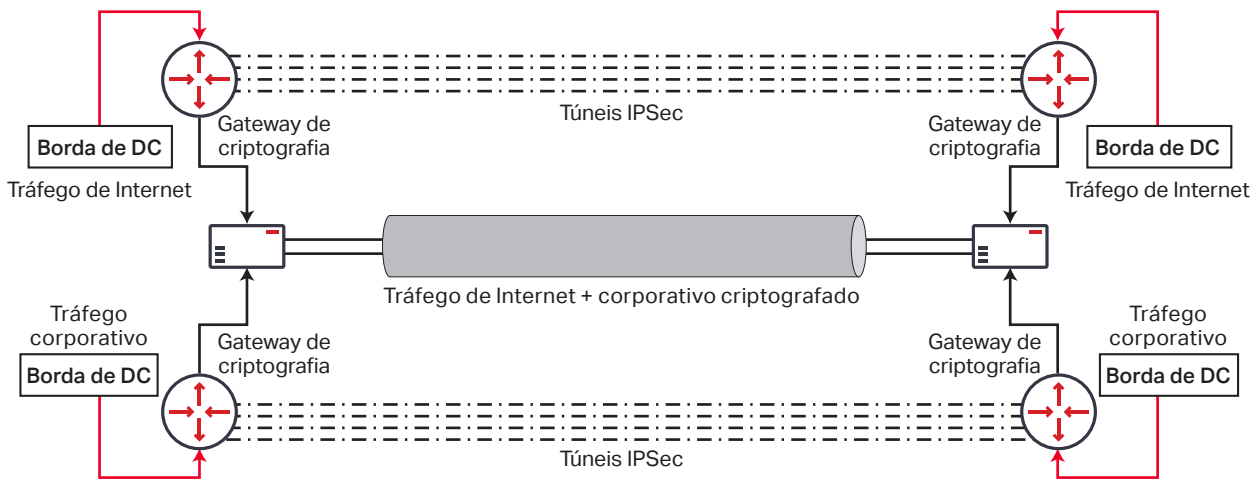 Túneis IPSec
Gateway de
criptografia
Gateway de
criptografia
Borda de DC
Borda de DC
Tráfego de Internet
Tráfego de Internet
Tráfego de Internet + corporativo criptografado
Tráfego
corporativo
Tráfego
corporativo
Gateway de
criptografia
Gateway de
criptografia
Borda de DC
Borda de DC
Túneis IPSec